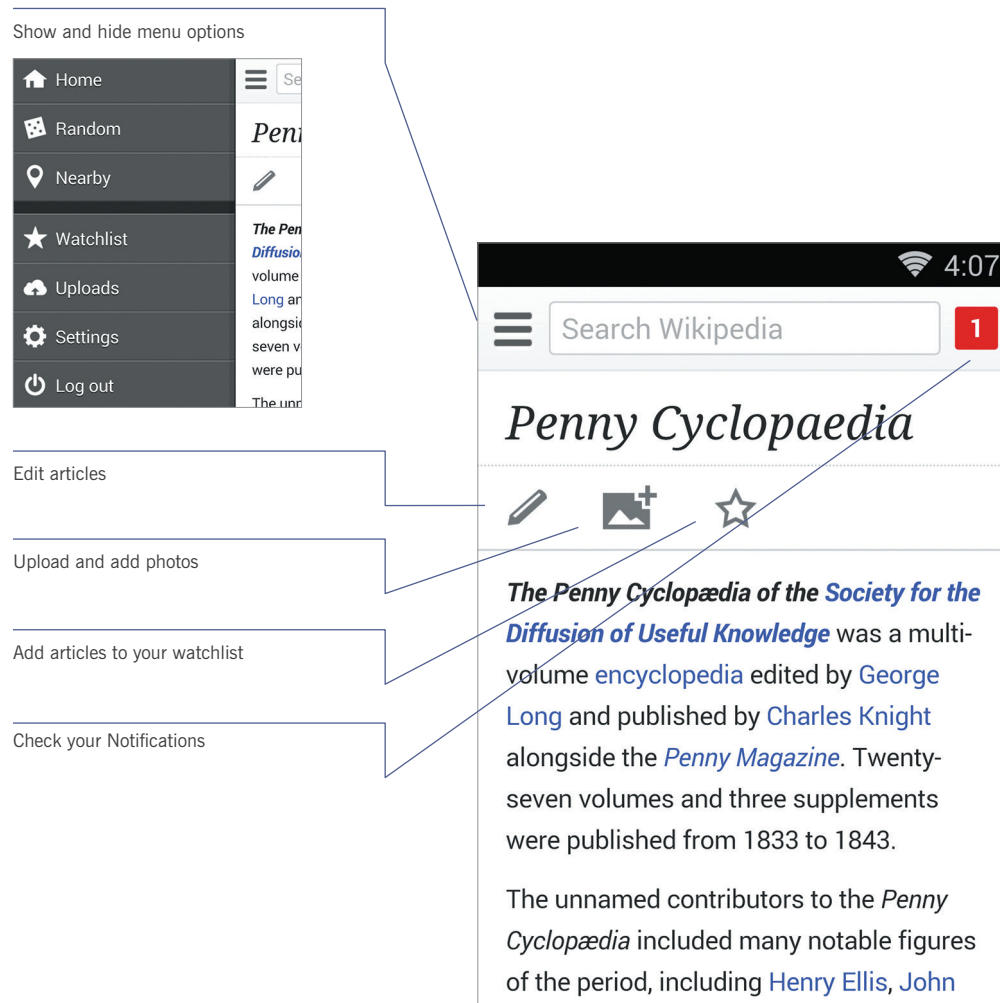 Show and hide menu options
Home
Random
Nearby
Watchlist
Uploads
Settings
Log out
Se
Pen
The Pen
Diffusio
volume
Long an
alongsi
seven v
were pu
The unn
Edit articles
Upload and add photos
Add articles to your watchlist
Check your Notifications
4:07
Search Wikipedia
1
Penny Cyclopaedia
The Penny Cyclopædia of the Society for the
Diffusion of Useful Knowledge was a multi-
volume encyclopedia edited by George
Long and published by Charles Knight
alongside the Penny Magazine. Twenty-
seven volumes and three supplements
were published from 1833 to 1843.
The unnamed contributors to the Penny
Cyclopædia included many notable figures
of the period, including Henry Ellis, John